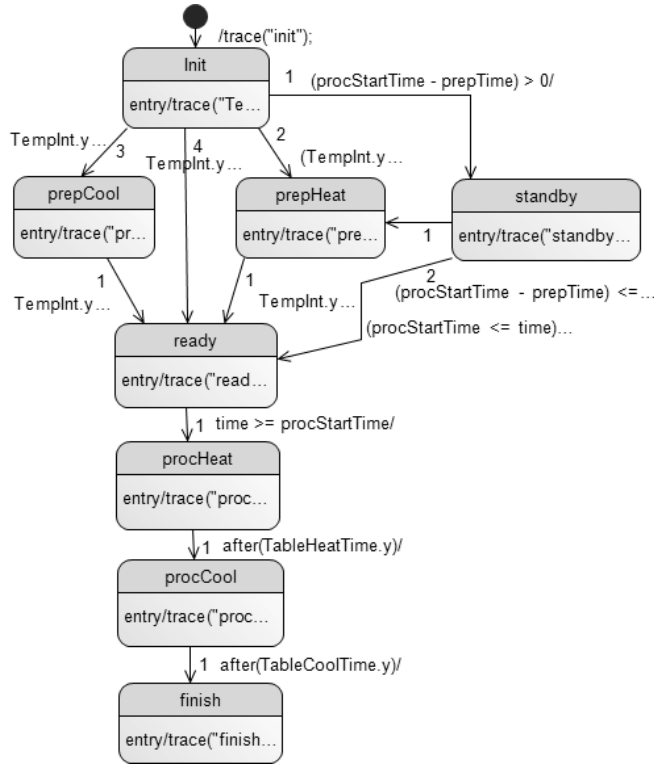 /trace("init");
Init
entry/trace("Te...
1
(procStartTime - prepTime) > 0/
TempInt.y...
3
TempInt.y...
4
2
(TempInt.y...
prepCool
entry/trace("pr...
prepHeat
entry/trace("pre...
standby
entry/trace("standby...
1
1
1
2
TempInt.y...
TempInt.y...
(procStartTime - prepTime) <=...
(procStartTime <= time)...
ready
entry/trace("read...
1 time >= procStartTime/
procHeat
entry/trace("proc...
1 after(TableHeatTime.y)/
procCool
entry/trace("proc...
1 after(TableCoolTime.y)/
finish
entry/trace("finish...